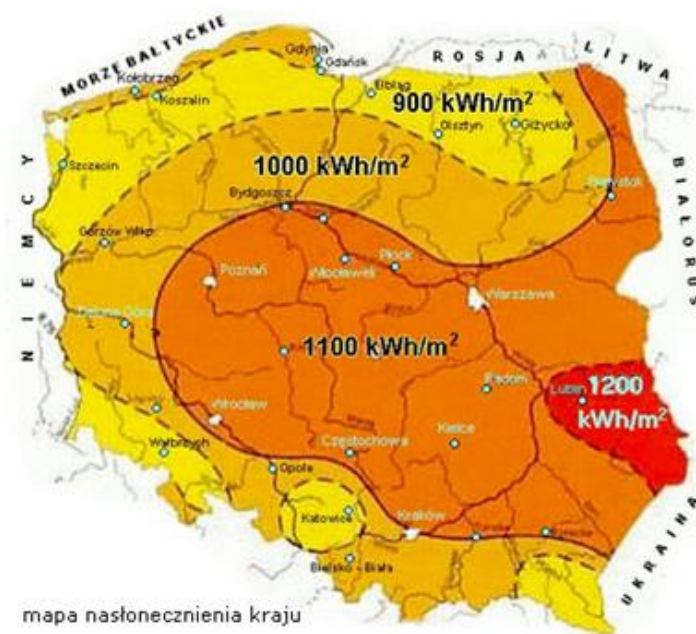 MORZE BAŁTYCKIE
ROSJA
LITWA
BIAŁORUŚ
UKRAINA
NIEMCY
Gdynia
Gdańsk
Kołobrzeg
Koszalin
Elbląg
900 kWh/m²
Olsztyn
Giżycko
Szczecin
1000 kWh/m²
Bydgoszcz
Białystok
Gorzów Wlkp.
Włocławek
Płock
Poznań
Warszawa
Zielona Góra
1100 kWh/m²
Radom
Lublin
1200
kWh/m²
Wrocław
Kielce
Wałbrzych
Częstochowa
Opole
Katowice
Kraków
Bielsko - Biała
mapa nasłonecznienia kraju